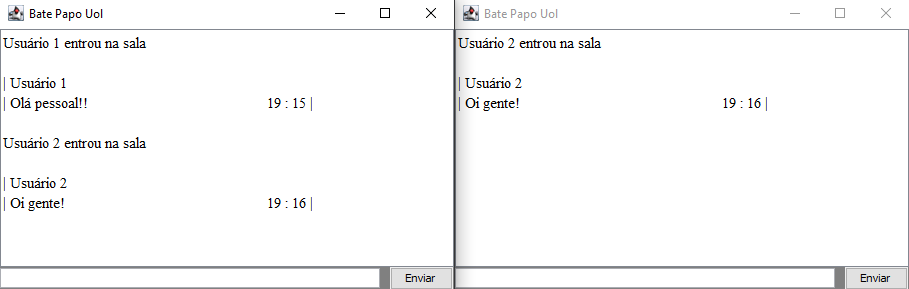 Bate Papo Uol
Usuário 1 entrou na sala
| Usuário 1
| Olá pessoal!! 19 : 15 |
Usuário 2 entrou na sala
| Usuário 2
| Oi gente! 19 : 16 |
Enviar
Bate Papo Uol
Usuário 2 entrou na sala
| Usuário 2
| Oi gente! 19 : 16 |
Enviar